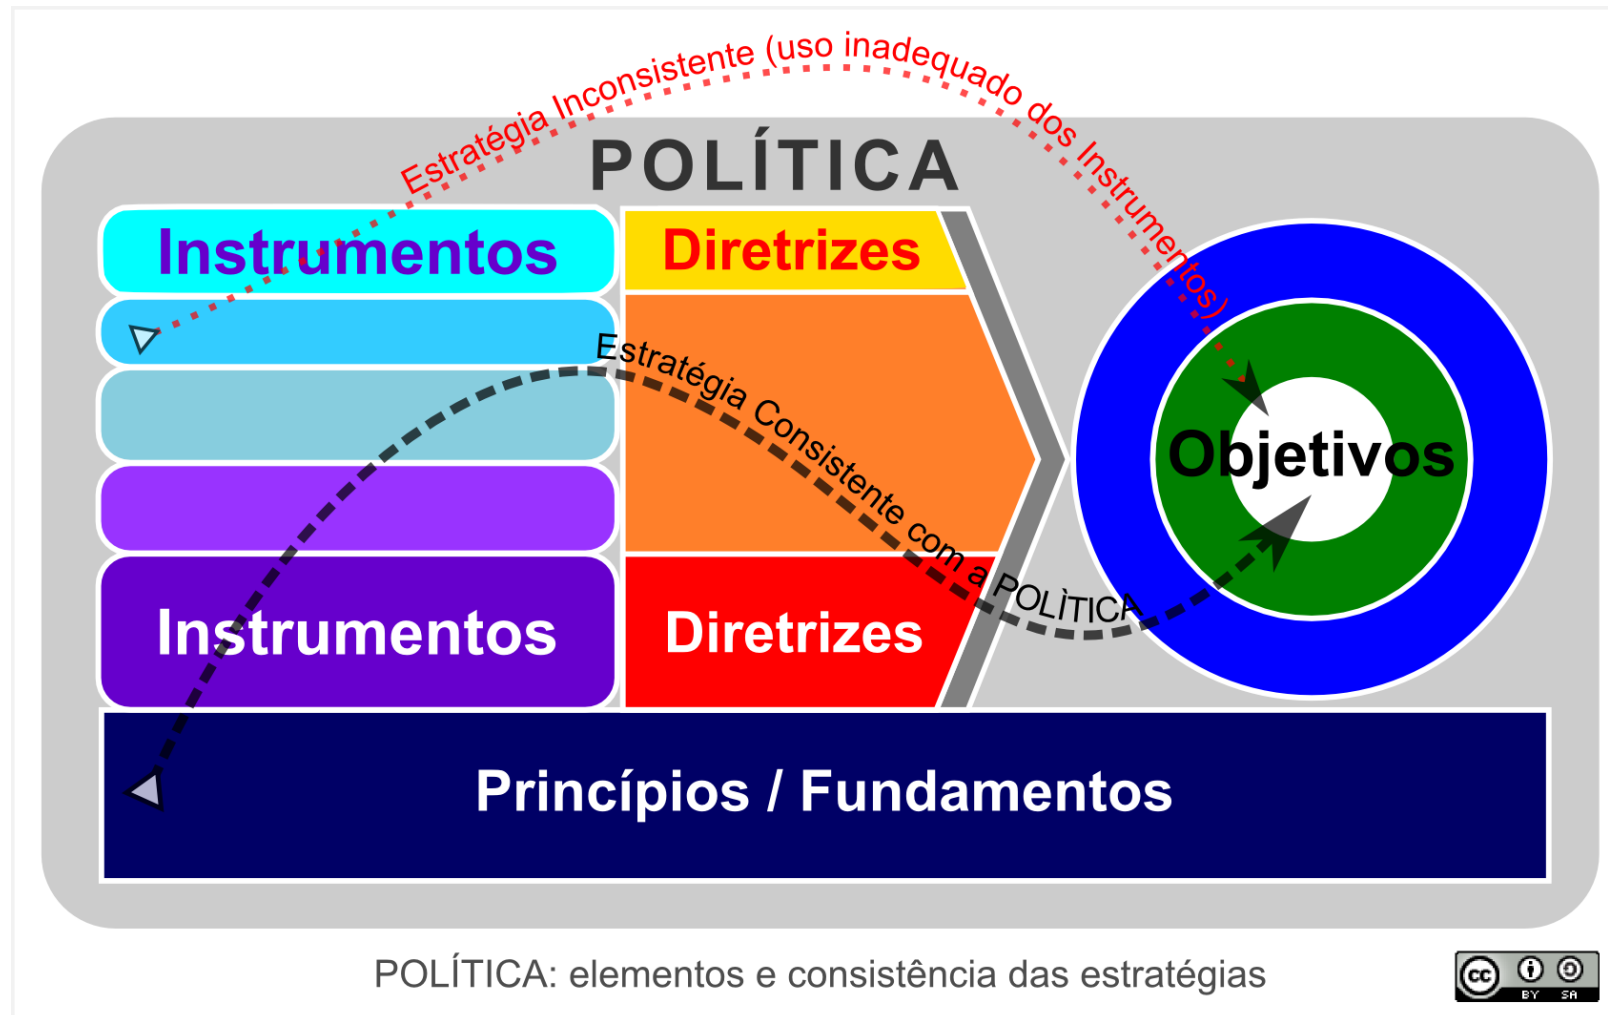 Estratégia Inconsistente (uso inadequado dos Instrumentos)
POLÍTICA
Instrumentos
Diretrizes
Estratégia Consistente com a POLÌTICA
Objetivos
Instrumentos
Diretrizes
Princípios / Fundamentos
POLÍTICA: elementos e consistência das estratégias
cc
BY SA